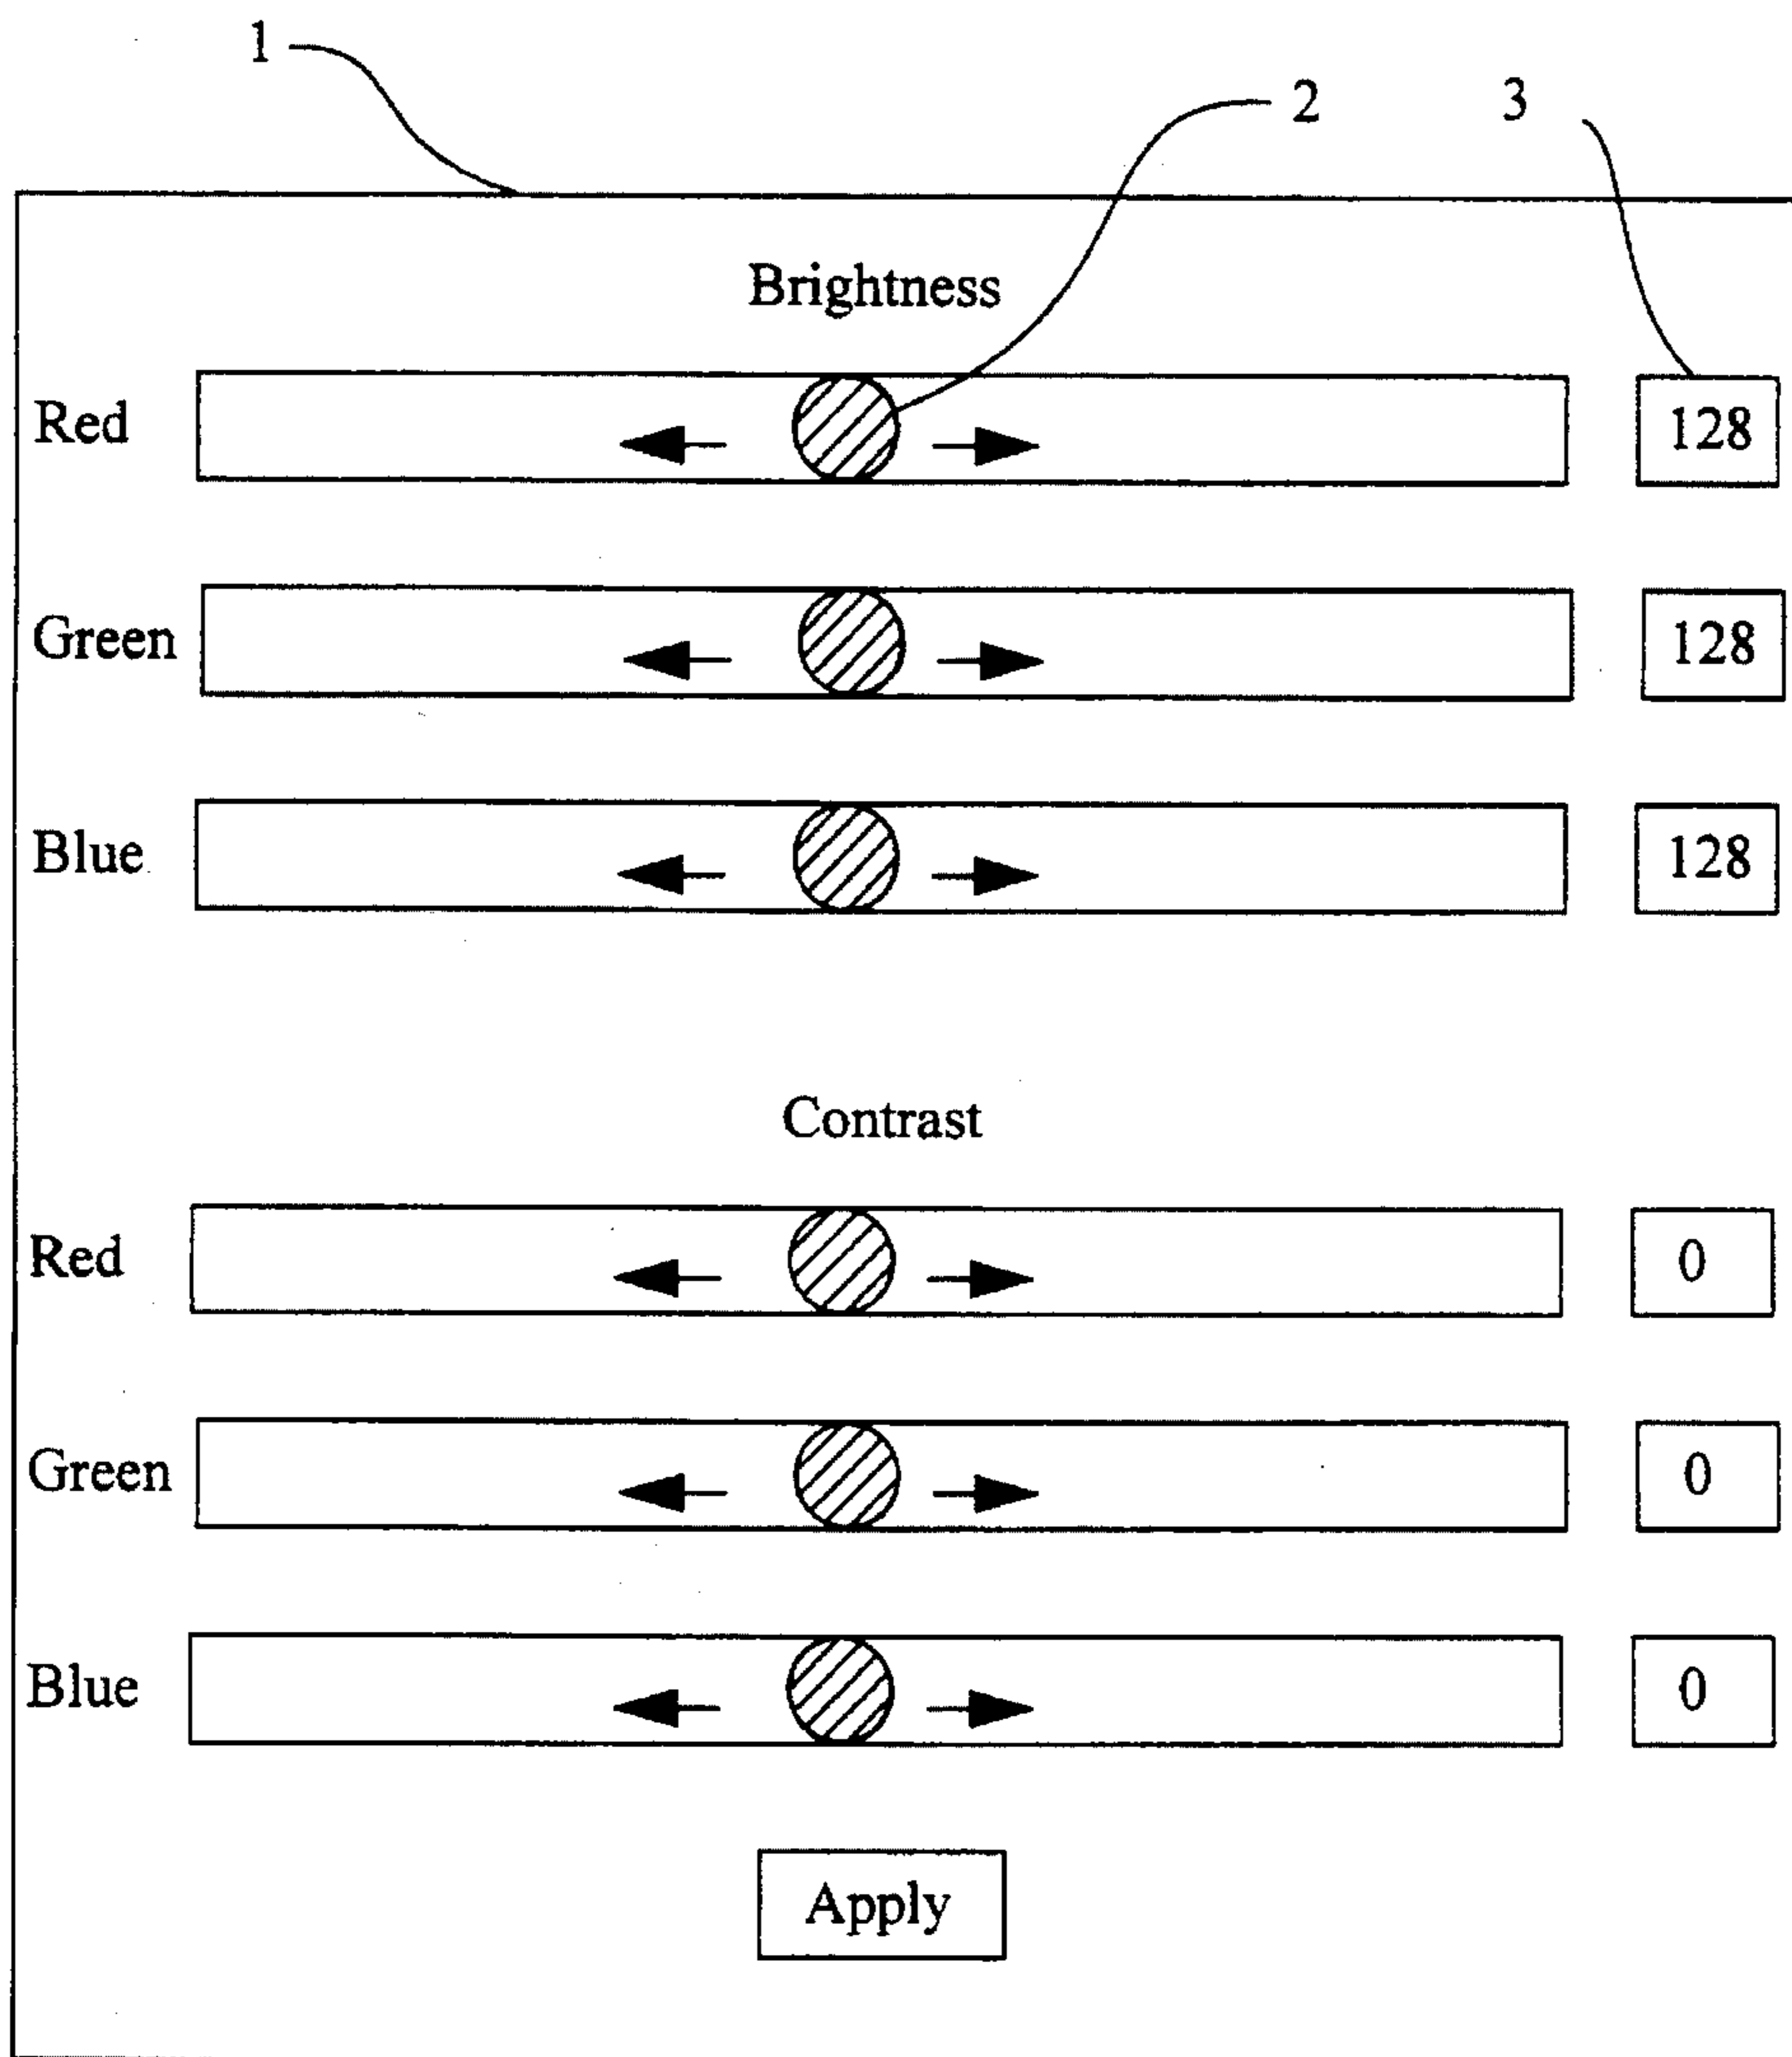 1
2 3
Brightness
Red 128
Green 128
Blue 128
Contrast
Red 0
Green 0
Blue 0
Apply